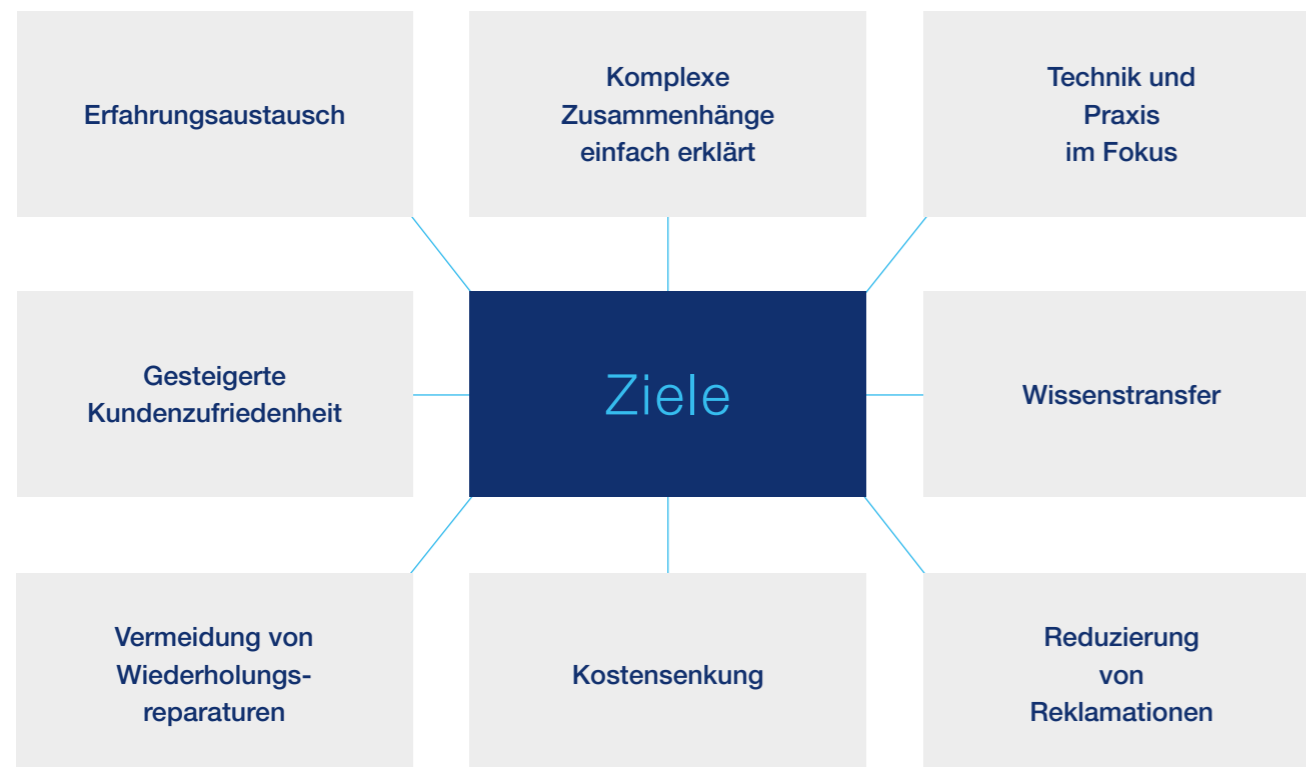 Erfahrungsaustausch
Komplexe
Zusammenhänge
einfach erklärt
Technik und
Praxis
im Fokus
Gesteigerte
Kundenzufriedenheit
Ziele
Wissenstransfer
Vermeidung von
Wiederholungs-
reparaturen
Kostensenkung
Reduzierung
von
Reklamationen